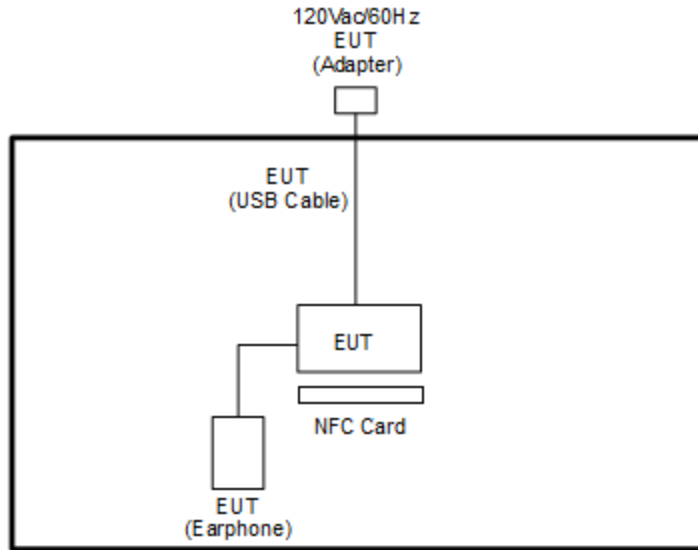 120Vac/60Hz
EUT
(Adapter)
EUT
(USB Cable)
EUT
NFC Card
EUT
(Earphone)